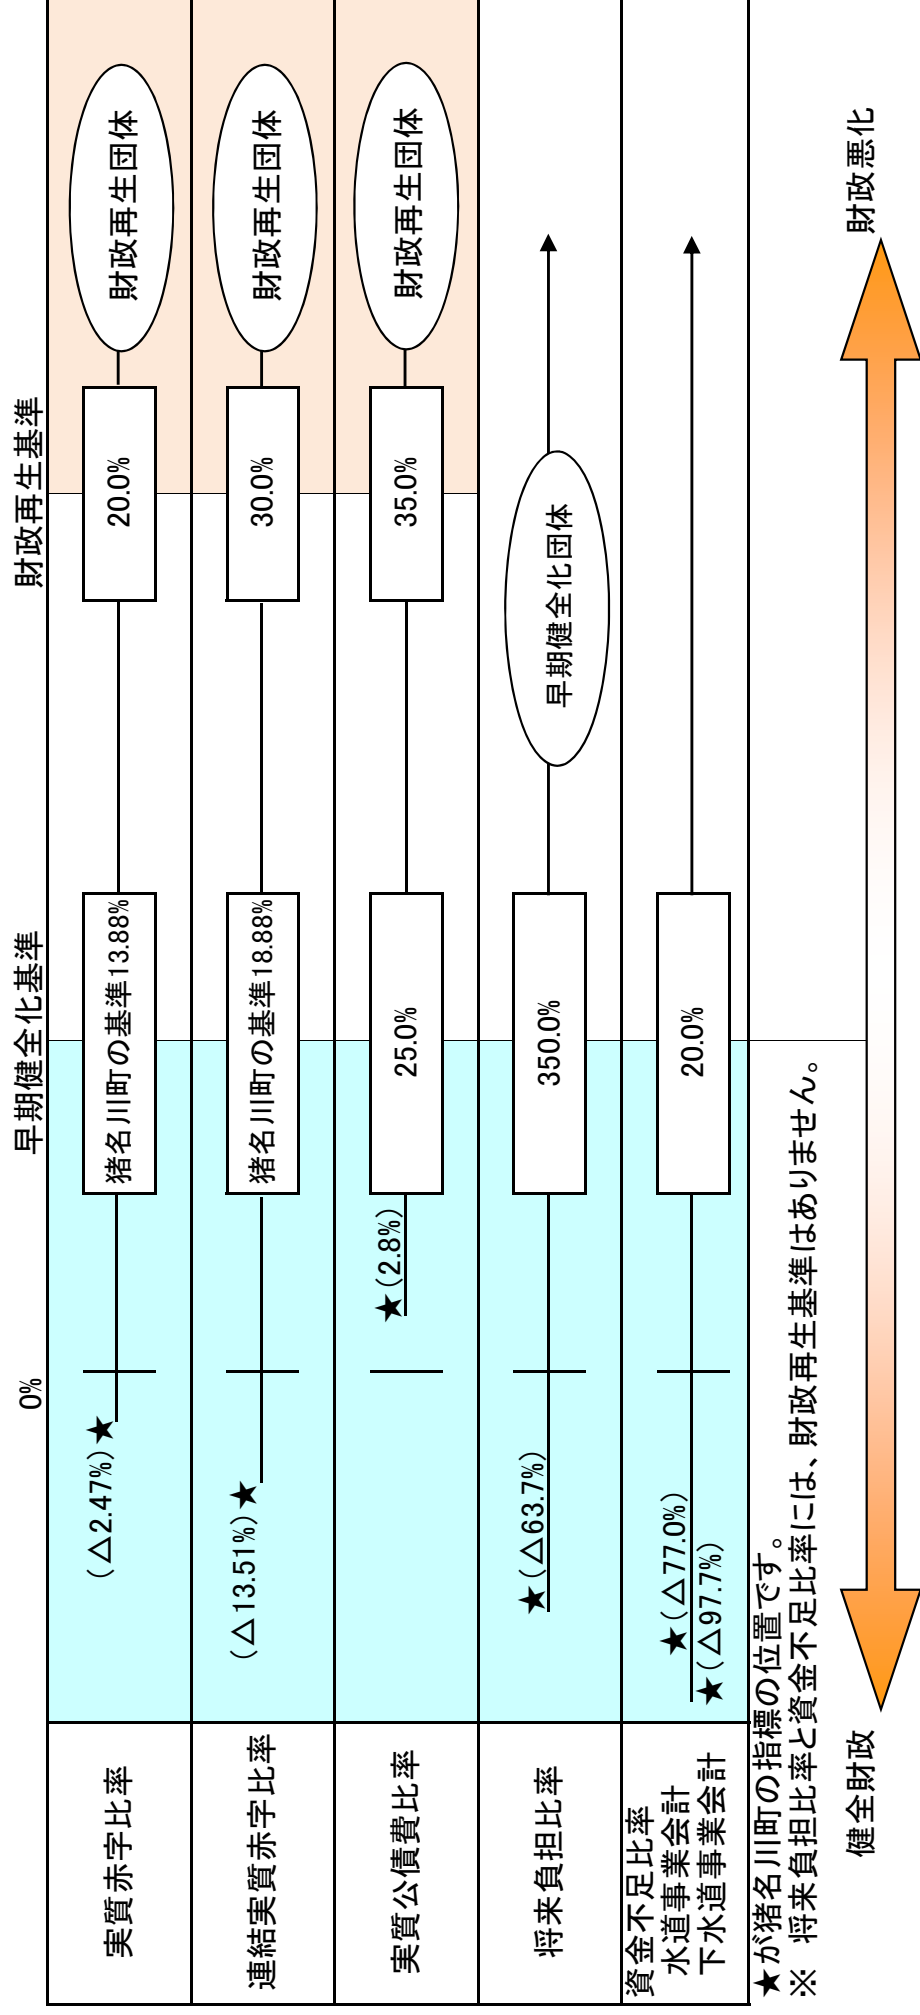 0%
早期健全化基準
財政再生基準
実質赤字比率
(△2.47%)★
猪名川町の基準13.88%
20.0%
財政再生団体
連結実質赤字比率
(△13.51%)★
猪名川町の基準18.88%
30.0%
財政再生団体
実質公債費比率
★(2.8%)
25.0%
35.0%
財政再生団体
将来負担比率
★(△63.7%)
350.0%
早期健全化団体
資金不足比率
水道事業会計
下水道事業会計
★(△77.0%)
★(△97.7%)
20.0%
★が猪名川町の指標の位置です。
※ 将来負担比率と資金不足比率には、財政再生基準はありません。
健全財政
財政悪化